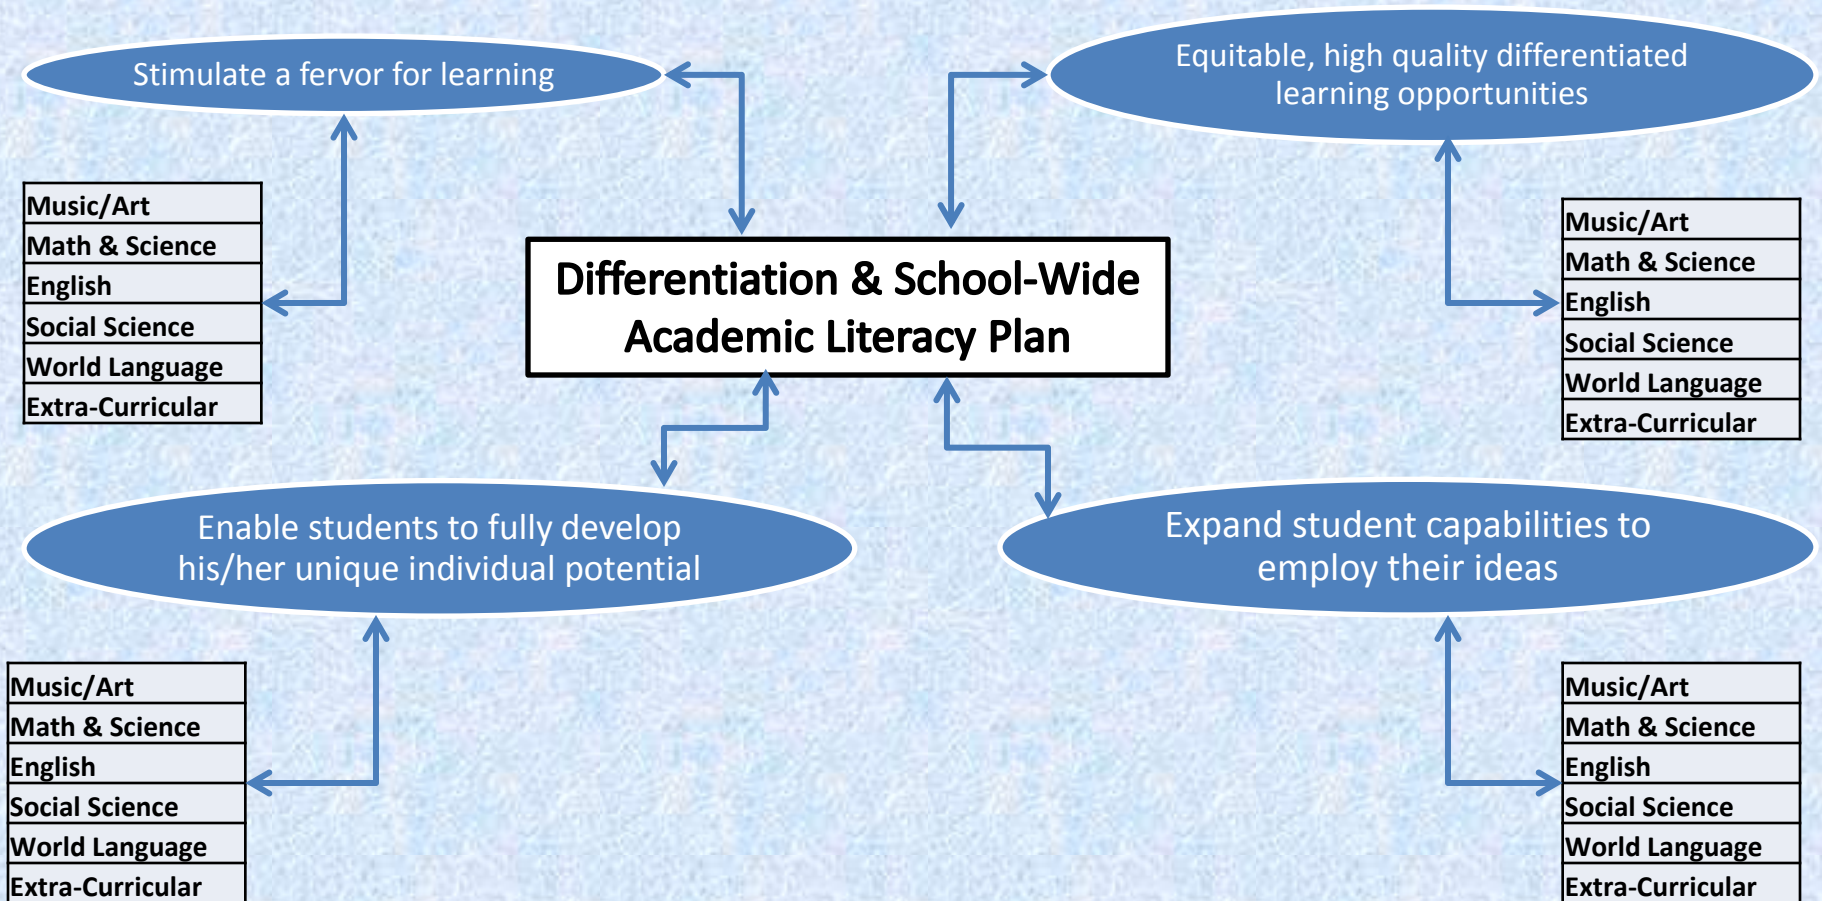 Stimulate a fervor for learning
Equitable, high quality differentiated
learning opportunities
Music/Art
Math & Science
English
Social Science
World Language
Extra-Curricular
Differentiation & School-Wide
Academic Literacy Plan
Music/Art
Math & Science
English
Social Science
World Language
Extra-Curricular
Enable students to fully develop
his/her unique individual potential
Expand student capabilities to
employ their ideas
Music/Art
Math & Science
English
Social Science
World Language
Extra-Curricular
Music/Art
Math & Science
English
Social Science
World Language
Extra-Curricular